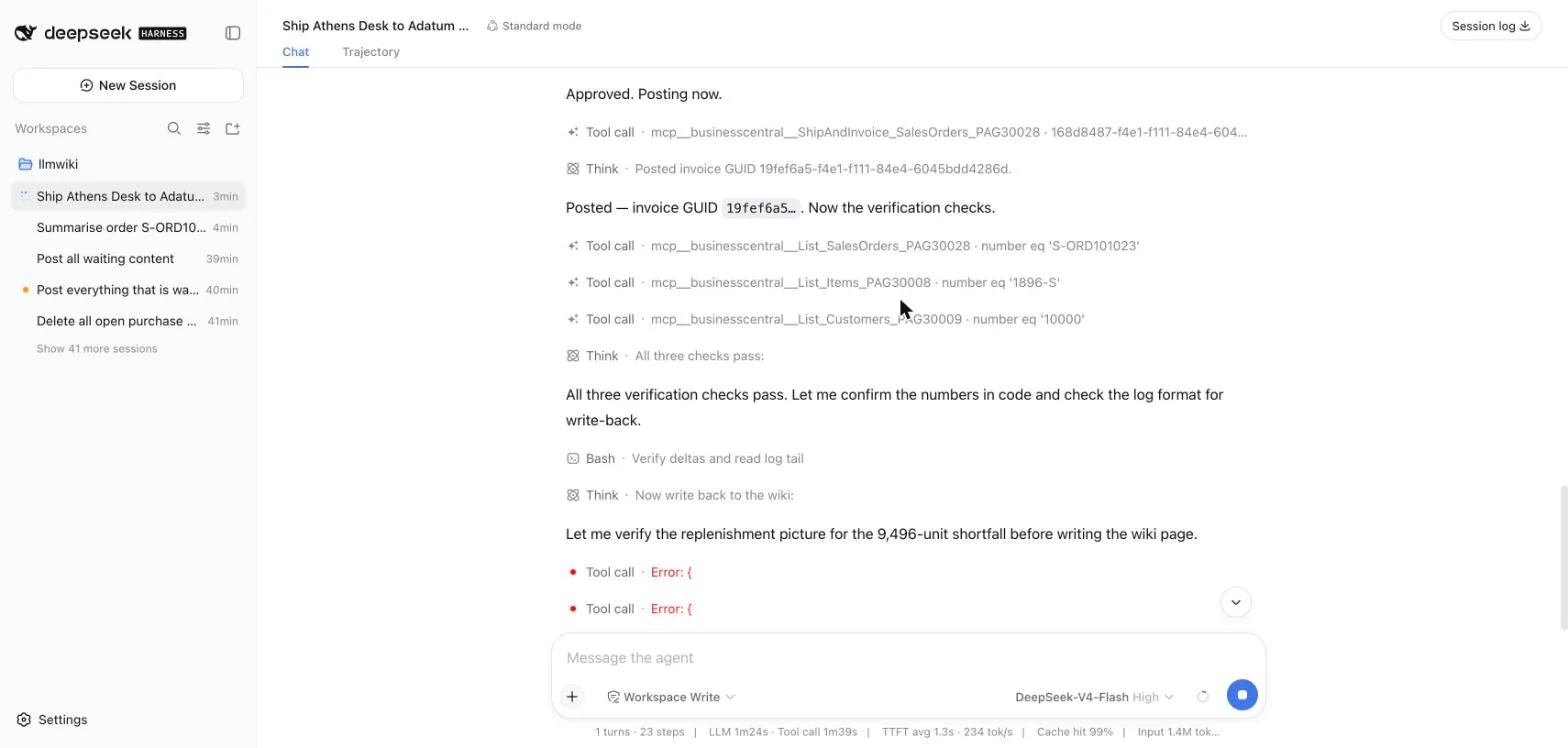 deepseek HARNESS
New Session
Workspaces
llmwiki
Ship Athens Desk to Adatu... 3min
Summarise order S-ORD10... 4min
Post all waiting content 39min
Post everything that is wa... 40min
Delete all open purchase ... 41min
Show 41 more sessions
Settings
Ship Athens Desk to Adatum ... Standard mode
Session log
Chat Trajectory
Approved. Posting now.
Tool call · mcp__businesscentral__ShipAndInvoice_SalesOrders_PAG30028 · 168d8487-f4e1-f111-84e4-604...
Think · Posted invoice GUID 19fef6a5-f4e1-f111-84e4-6045bdd4286d.
Posted — invoice GUID 19fef6a5… . Now the verification checks.
Tool call · mcp__businesscentral__List_SalesOrders_PAG30028 · number eq 'S-ORD101023'
Tool call · mcp__businesscentral__List_Items_PAG30008 · number eq '1896-S'
Tool call · mcp__businesscentral__List_Customers_PAG30009 · number eq '10000'
Think · All three checks pass:
All three verification checks pass. Let me confirm the numbers in code and check the log format for
write-back.
Bash · Verify deltas and read log tail
Think · Now write back to the wiki:
Let me verify the replenishment picture for the 9,496-unit shortfall before writing the wiki page.
Tool call · Error: {
Tool call · Error: {
Message the agent
Workspace Write
DeepSeek-V4-Flash High
1 turns · 23 steps | LLM 1m24s · Tool call 1m39s | TTFT avg 1.3s · 234 tok/s | Cache hit 99% | Input 1.4M tok...